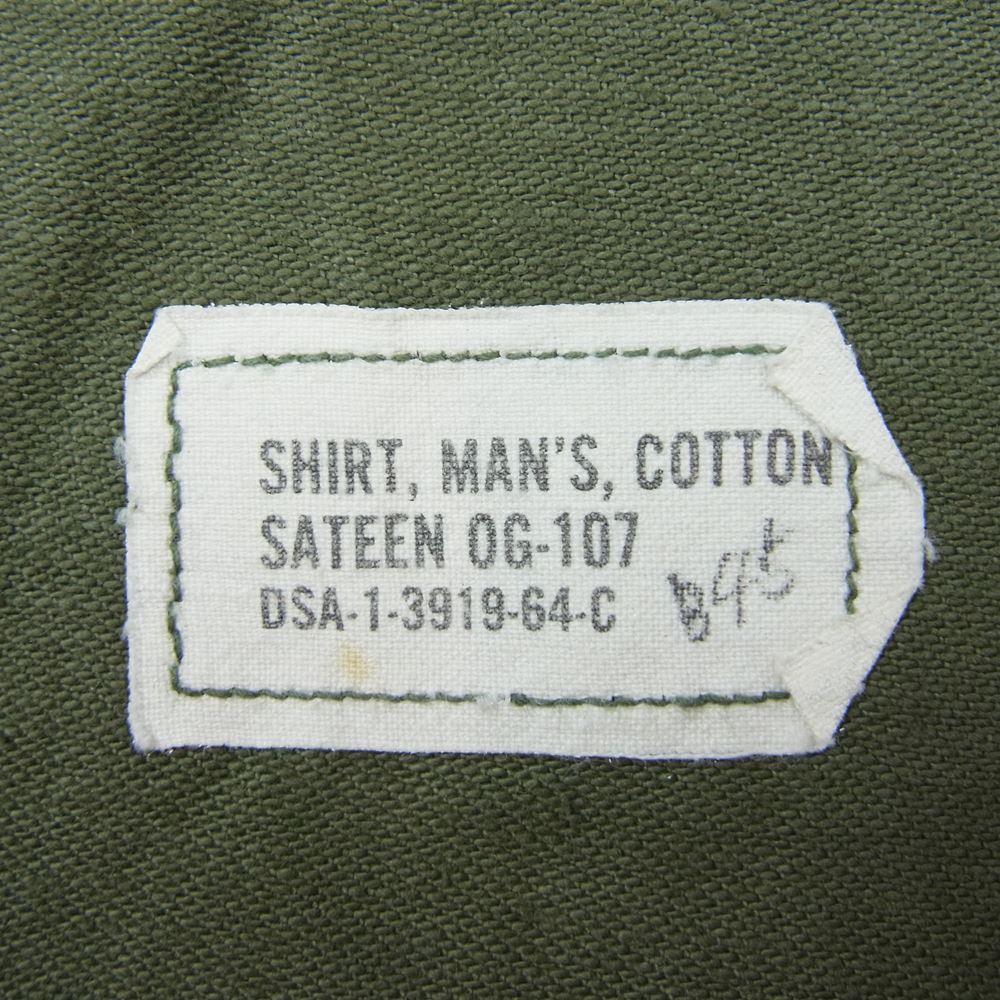 SHIRT, MAN'S, COTTON
SATEEN OG-107
DSA-1-3919-64-C